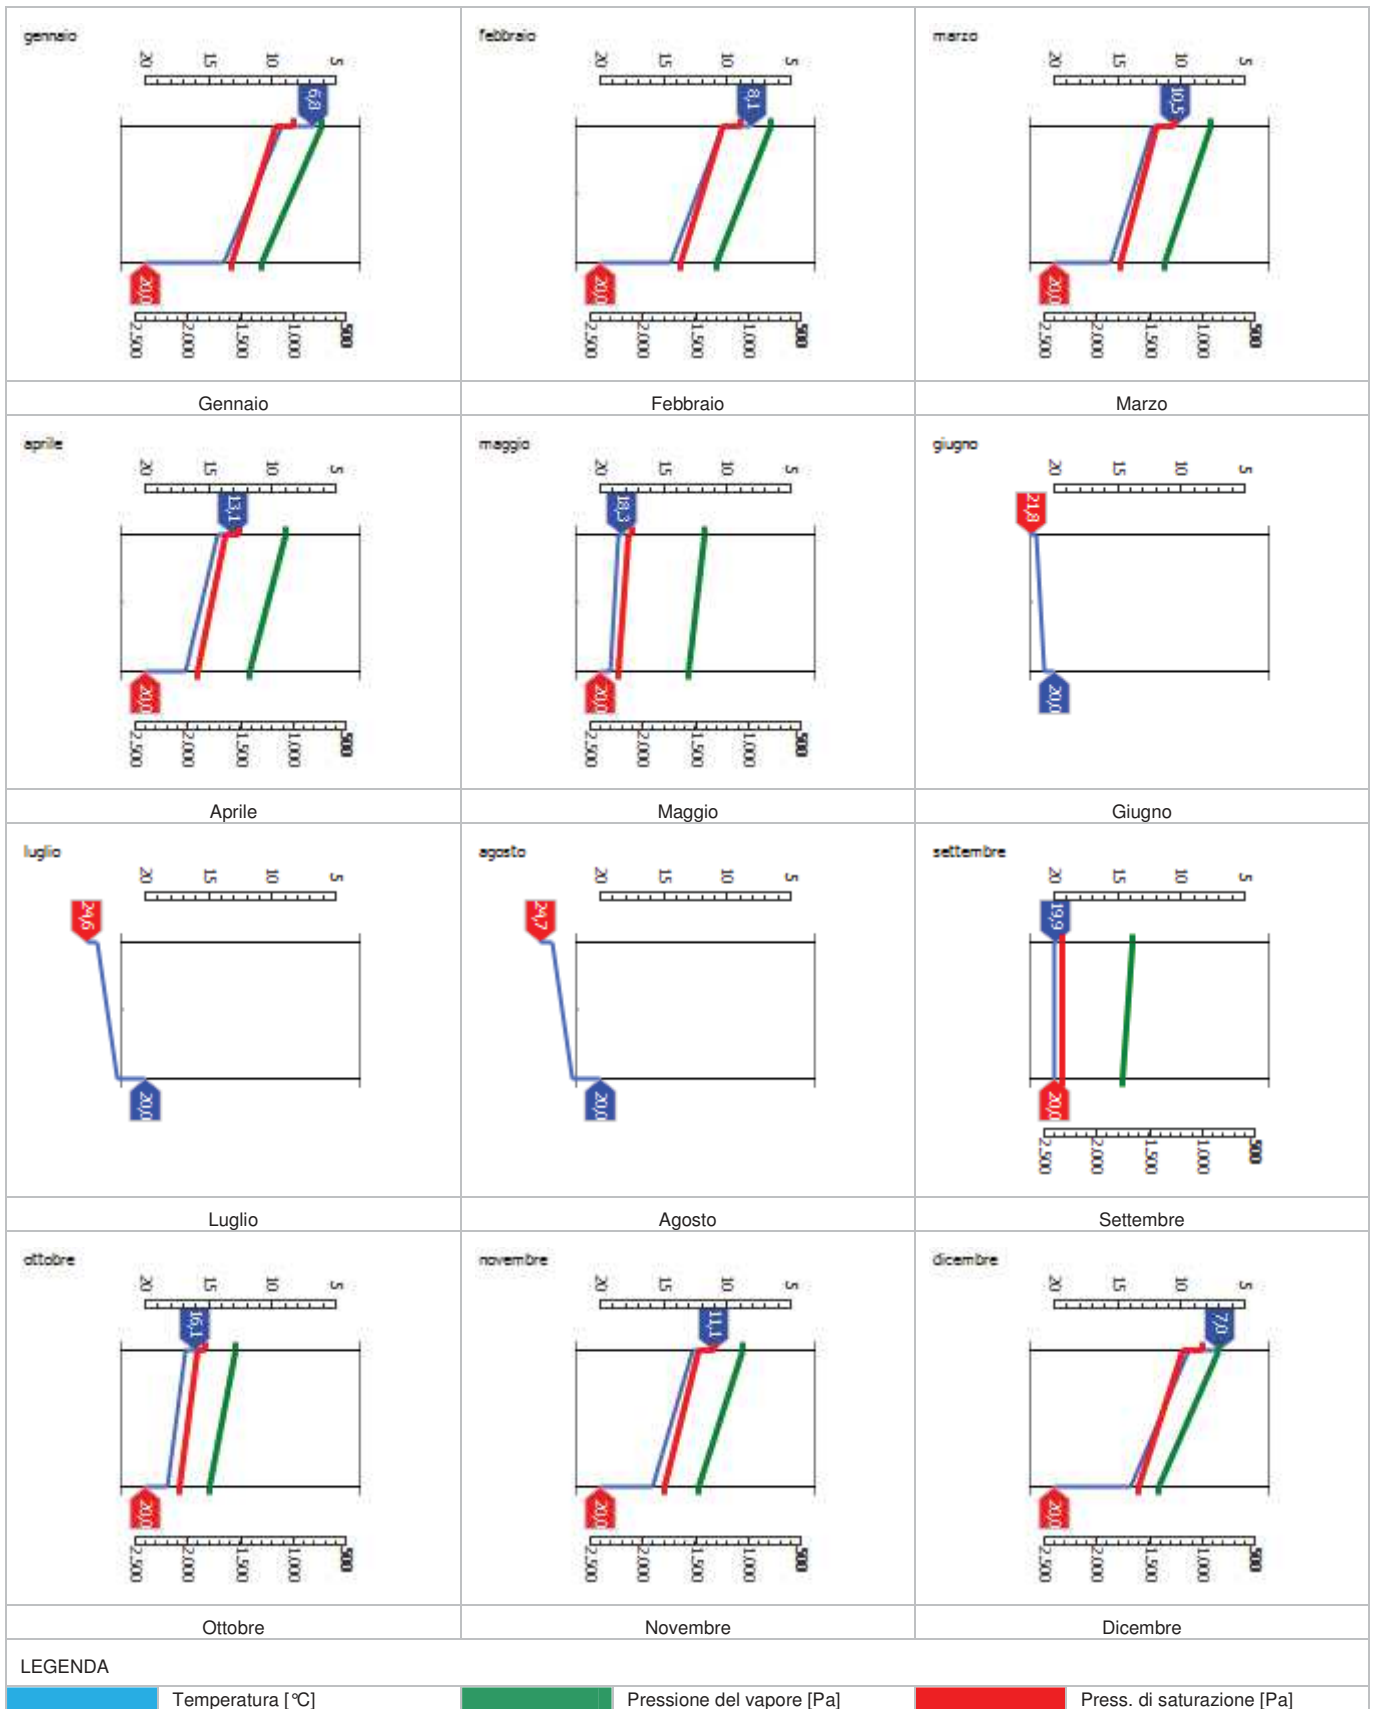 gennaio
20 15 10 5
6,8
20,0
2.500 2.000 1.500 1.000 500
Gennaio
febbraio
20 15 10 5
8,1
20,0
2.500 2.000 1.500 1.000 500
Febbraio
marzo
20 15 10 5
10,5
20,0
2.500 2.000 1.500 1.000 500
Marzo
aprile
20 15 10 5
13,1
20,0
2.500 2.000 1.500 1.000 500
Aprile
maggio
20 15 10 5
18,3
20,0
2.500 2.000 1.500 1.000 500
Maggio
giugno
20 15 10 5
21,8
20,0
Giugno
luglio
20 15 10 5
24,6
20,0
Luglio
agosto
20 15 10 5
24,7
20,0
Agosto
settembre
20 15 10 5
19,9
20,0
2.500 2.000 1.500 1.000 500
Settembre
ottobre
20 15 10 5
16,1
20,0
2.500 2.000 1.500 1.000 500
Ottobre
novembre
20 15 10 5
11,1
20,0
2.500 2.000 1.500 1.000 500
Novembre
dicembre
20 15 10 5
7,0
20,0
2.500 2.000 1.500 1.000 500
Dicembre
LEGENDA
Temperatura [°C]
Pressione del vapore [Pa]
Press. di saturazione [Pa]